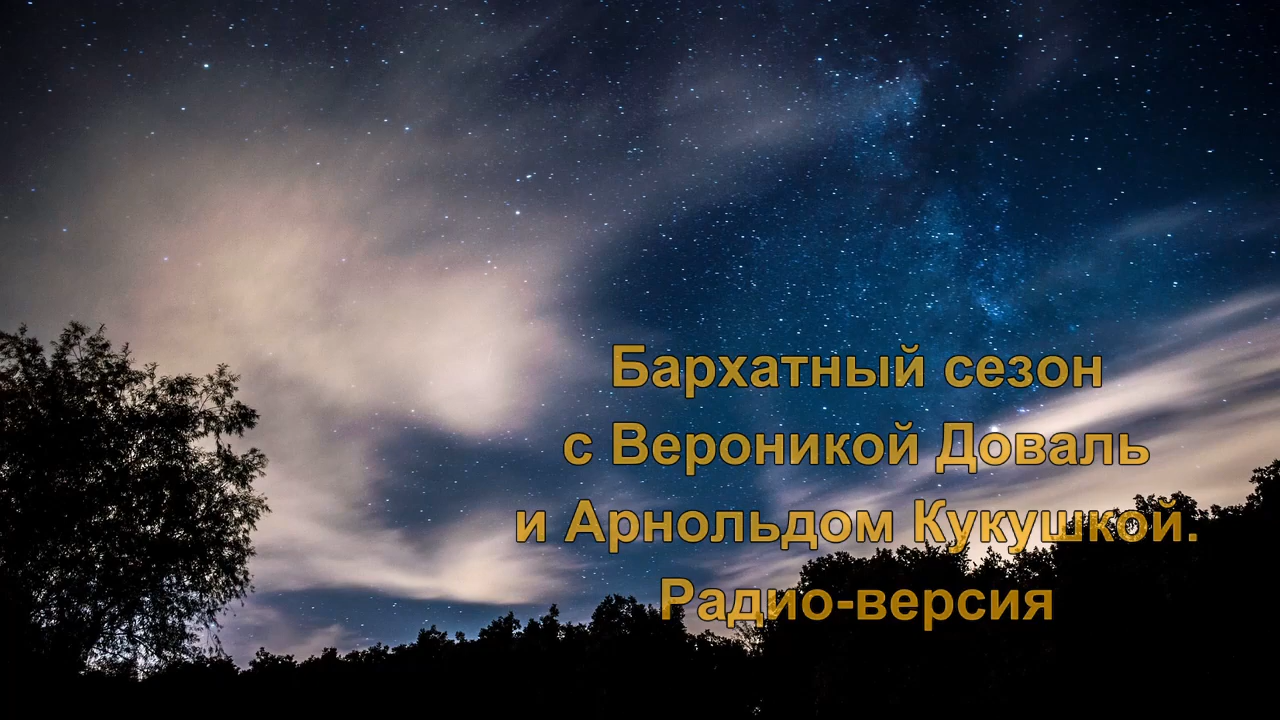 Бархатный сезон
с Вероникой Доваль
и Арнольдом Кукушкой.
Радио-версия